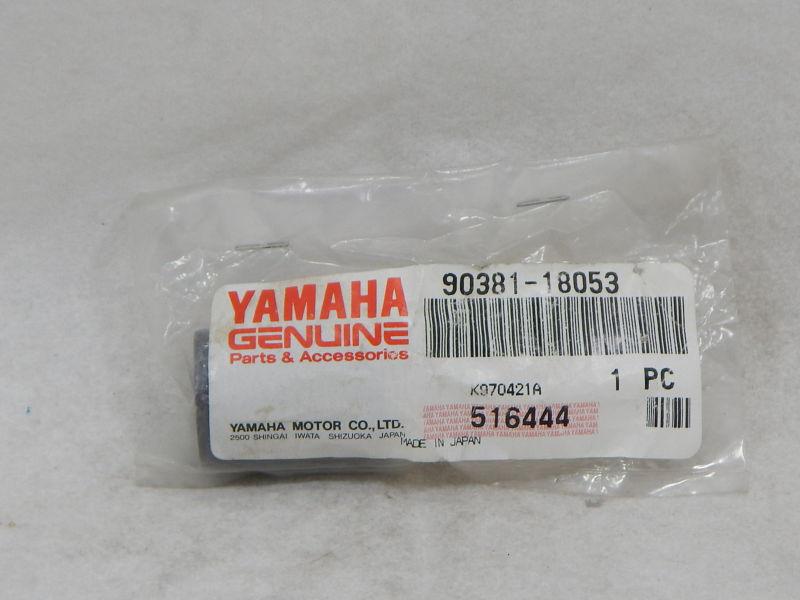 YAMAHA
GENUINE
Parts & Accessories
YAMAHA MOTOR CO.,LTD.
2500 SHINGAI IWATA SHIZUOKA JAPAN
90381-18053
1 PC
K970421A
516444
MADE IN JAPAN